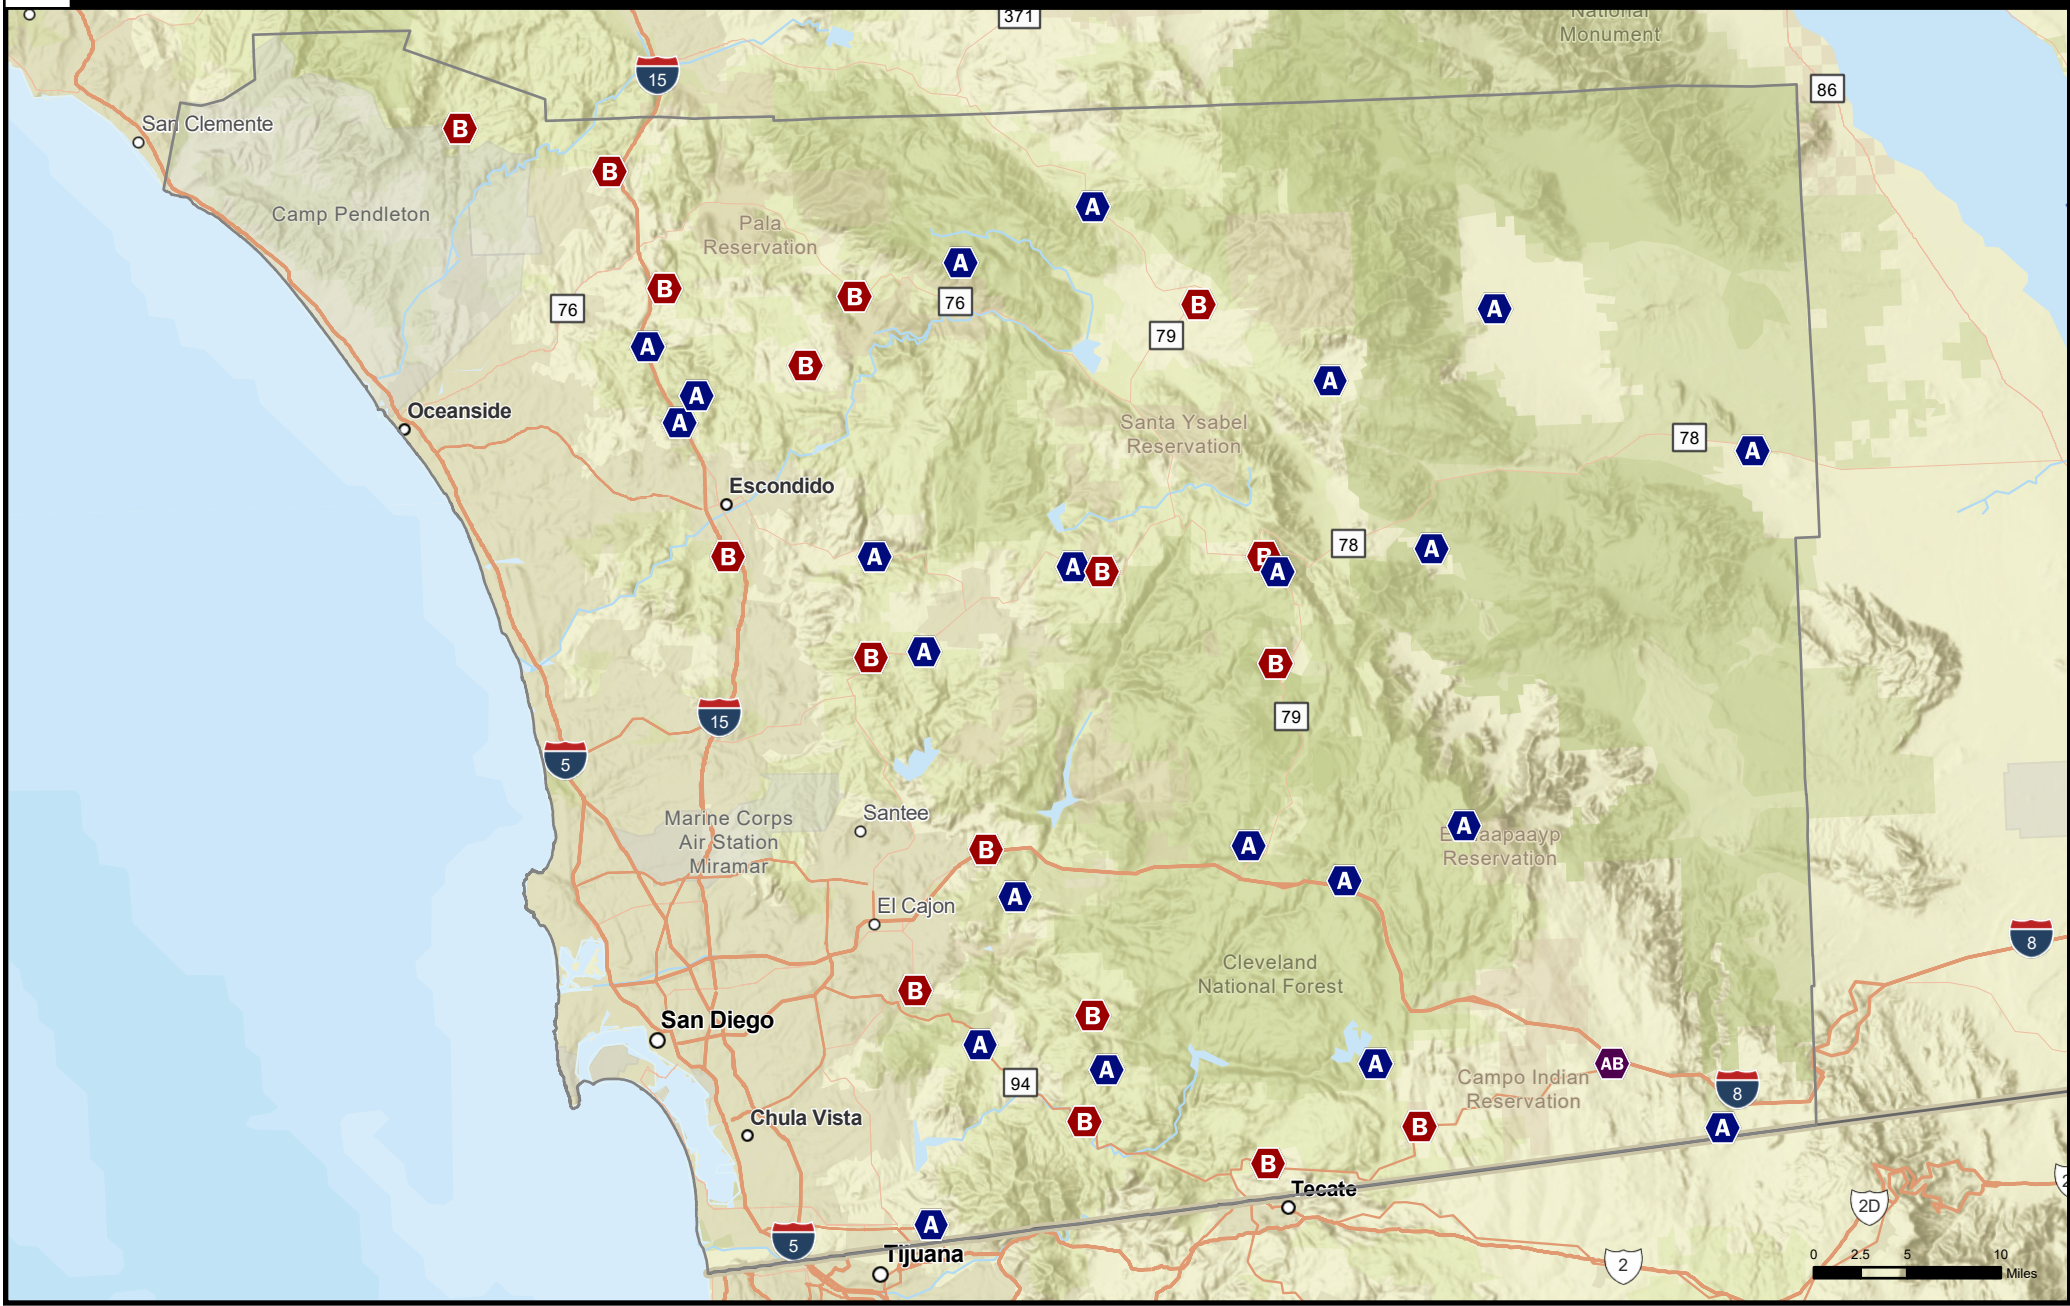 371
National
Monument
15
86
San Clemente
B
B
Camp Pendleton
A
Pala
Reservation
A
B
B
76
76
B
A
79
A
B
A
A
A
Oceanside
Santa Ysabel
Reservation
78
A
Escondido
B
A
A
B
B
A
78
A
B
A
B
79
15
5
Santee
Marine Corps
Air Station
Miramar
B
A
A
Reservation
A
A
El Cajon
8
Cleveland
National Forest
B
San Diego
B
A
A
94
A
AB
Campo Indian
Reservation
8
Chula Vista
B
B
A
B
Tecate
2D
A
5
Tijuana
2
0 2.5 5 10
Miles